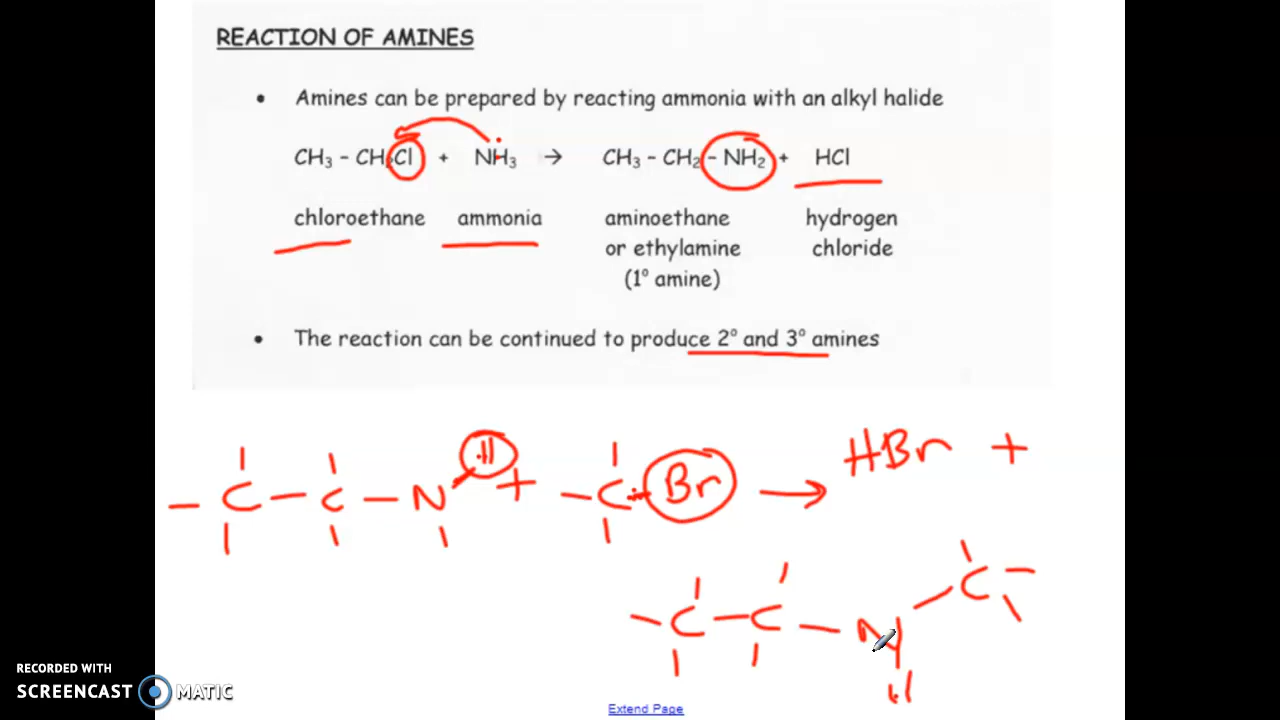 REACTION OF AMINES
• Amines can be prepared by reacting ammonia with an alkyl halide
CH₃ – CH₂Cl + NH₃ → CH₃ – CH₂ – NH₂ + HCl
chloroethane ammonia aminoethane hydrogen
or ethylamine chloride
(1° amine)
• The reaction can be continued to produce 2° and 3° amines
– C – C – N – H + – C – Br → HBr +
– C – C – N – C –
H
RECORDED WITH
SCREENCAST MATIC
Extend Page